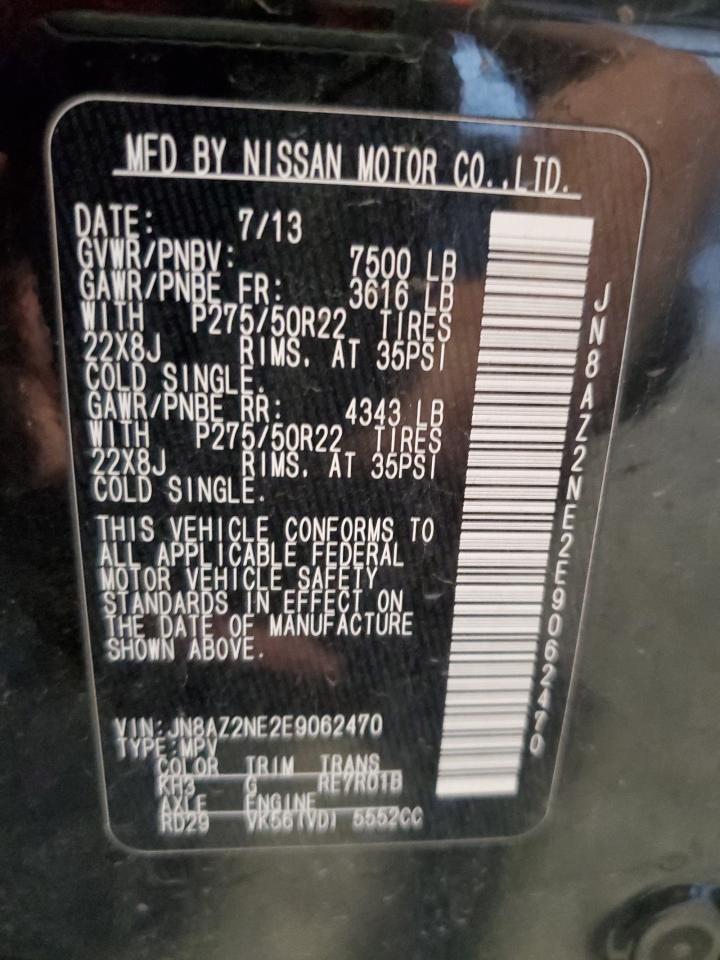 MFD BY NISSAN MOTOR CO.,LTD.
DATE: 7/13
GVWR/PNBV: 7500 LB
GAWR/PNBE FR: 3616 LB
WITH P275/50R22 TIRES
22X8J RIMS. AT 35PSI
COLD SINGLE.
GAWR/PNBE RR: 4343 LB
WITH P275/50R22 TIRES
22X8J RIMS. AT 35PSI
COLD SINGLE.
THIS VEHICLE CONFORMS TO
ALL APPLICABLE FEDERAL
MOTOR VEHICLE SAFETY
STANDARDS IN EFFECT ON
THE DATE OF MANUFACTURE
SHOWN ABOVE.
VIN:JN8AZ2NE2E9062470
TYPE:MPV
COLOR TRIM TRANS
KH3 G RE7R01B
AXLE ENGINE
RD29 VK56(VD) 5552CC
JN8AZ2NE2E9062470